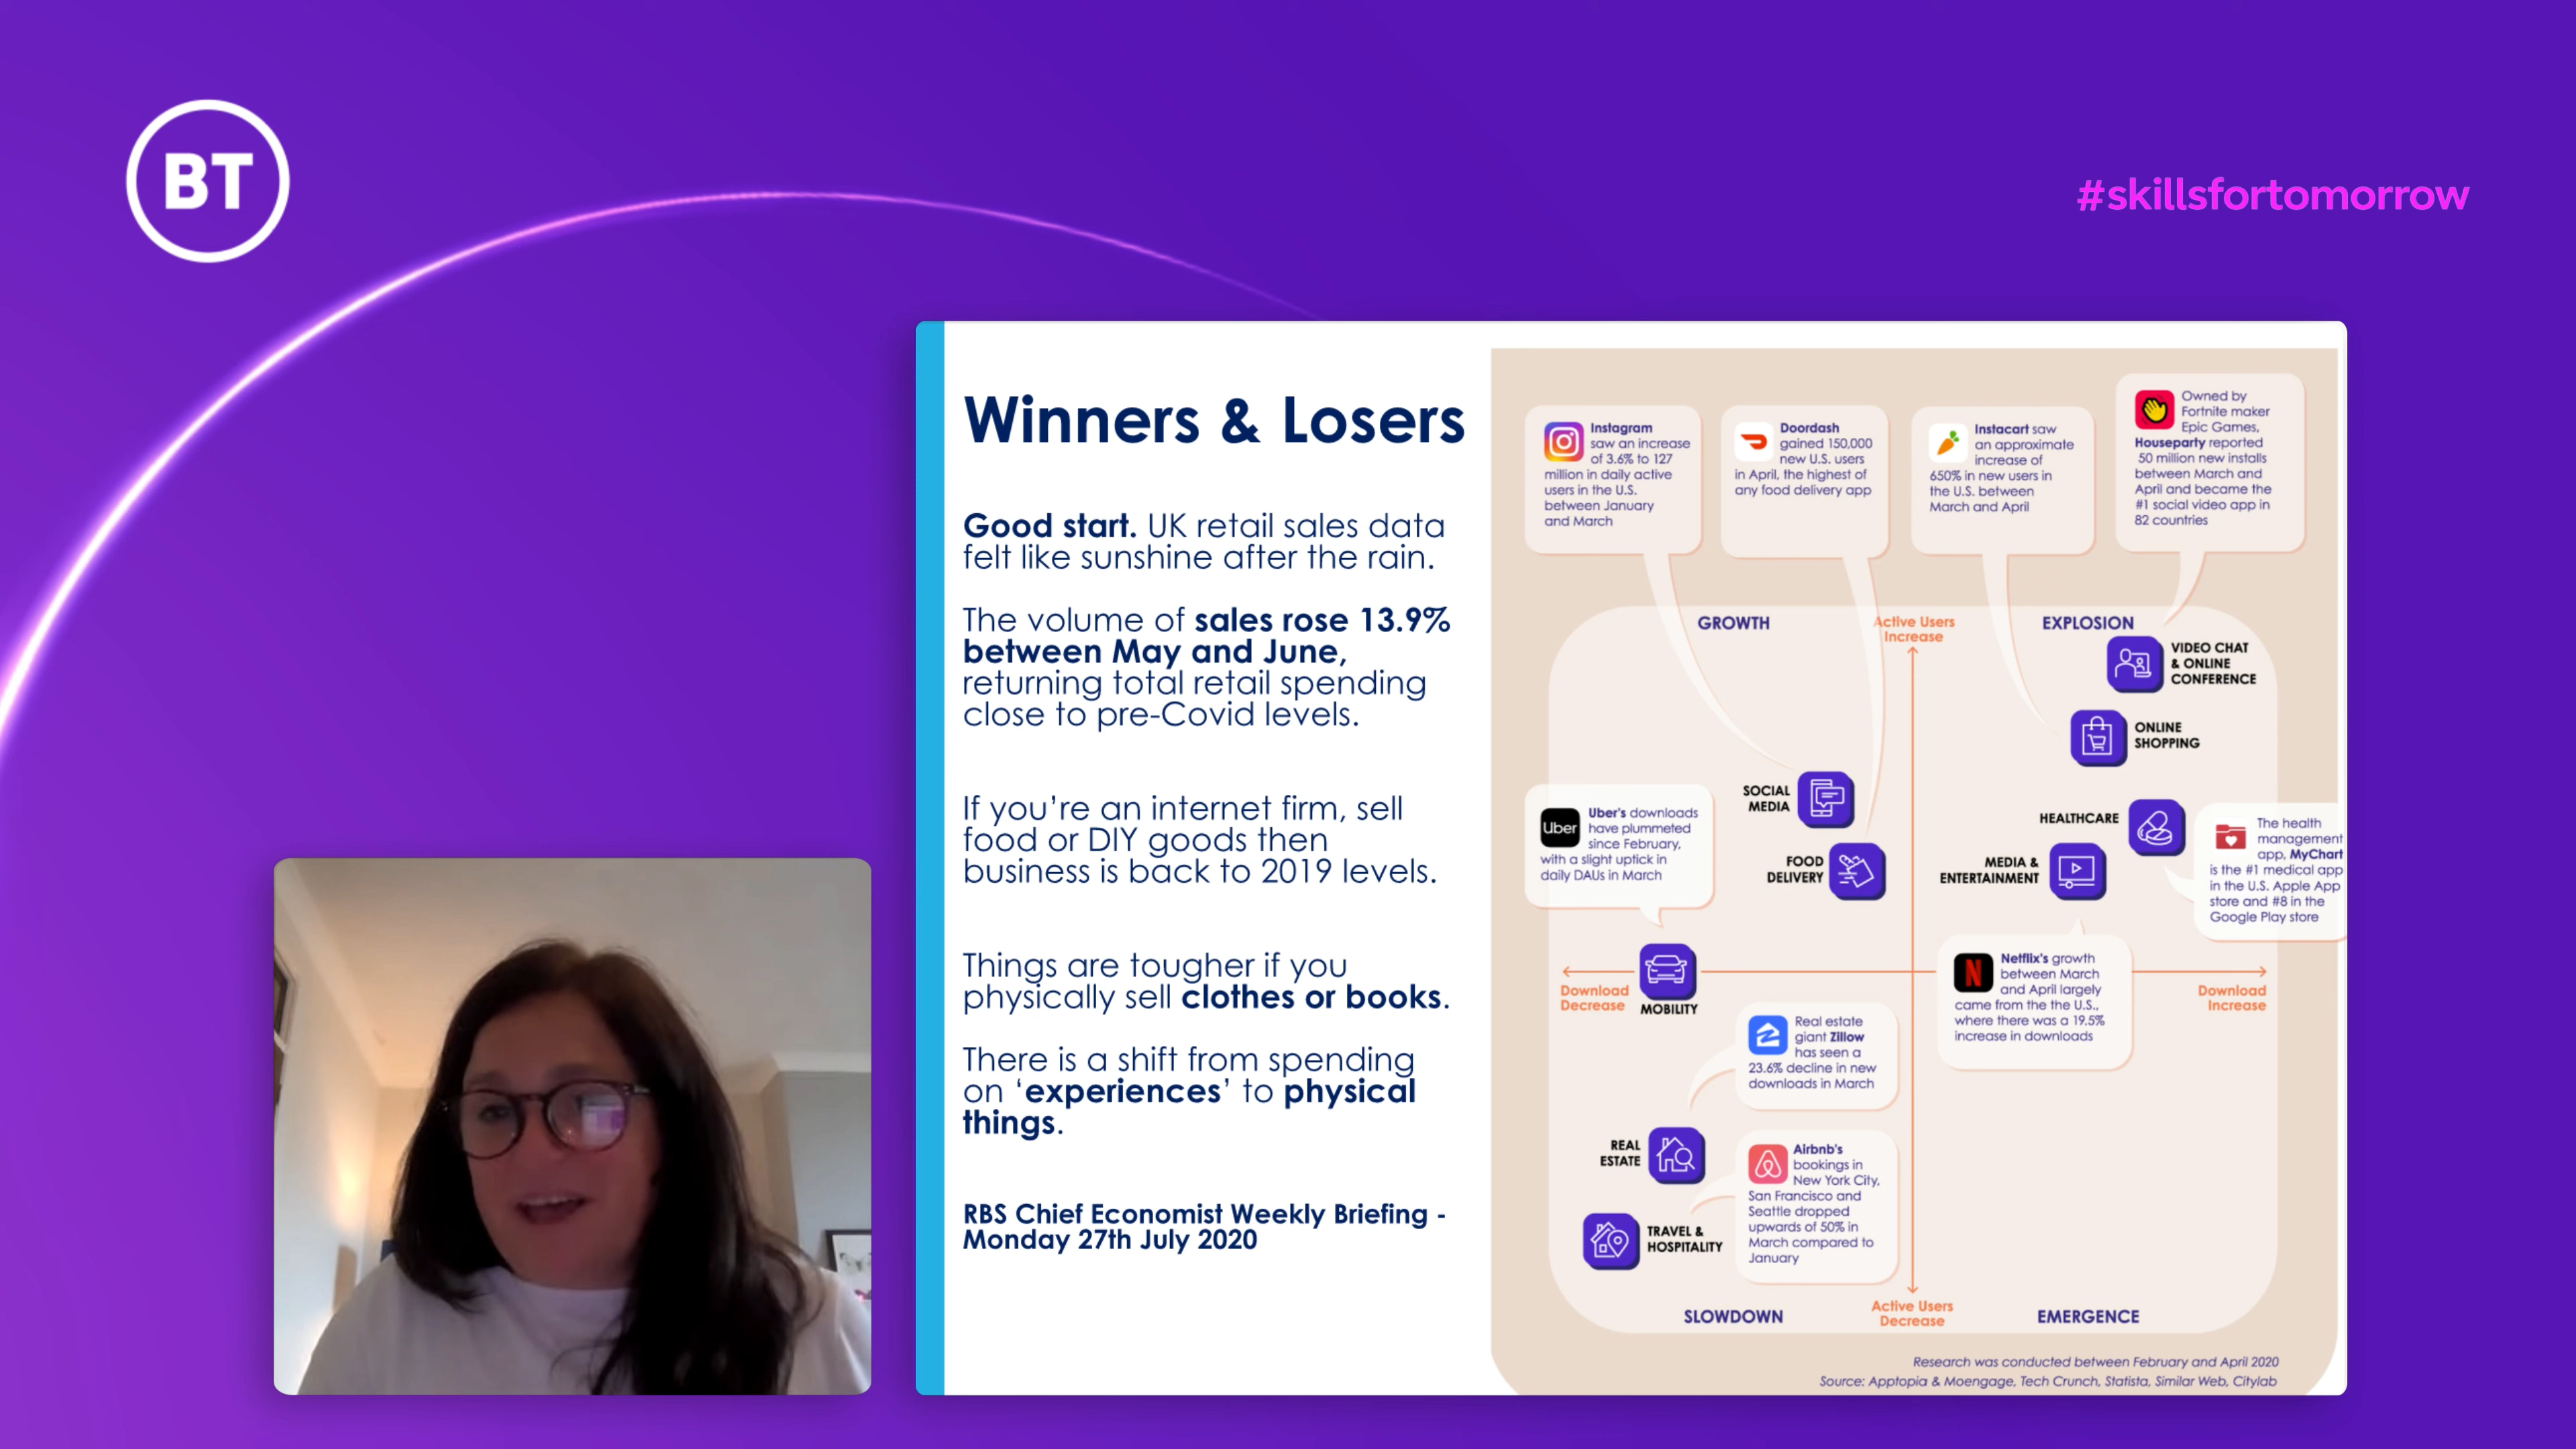 BT
#skillsfortomorrow
Winners & Losers
Good start. UK retail sales data
felt like sunshine after the rain.
The volume of sales rose 13.9%
between May and June,
returning total retail spending
close to pre-Covid levels.
If you're an internet firm, sell
food or DIY goods then
business is back to 2019 levels.
Things are tougher if you
physically sell clothes or books.
There is a shift from spending
on ‘experiences’ to physical
things.
RBS Chief Economist Weekly Briefing -
Monday 27th July 2020
Instagram
saw an increase
of 3.6% to 127
million in daily active
users in the U.S.
between January
and March
Doordash
gained 150,000
new U.S. users
in April, the highest of
any food delivery app
Instacart saw
an approximate
increase of
650% in new users in
the U.S. between
March and April
Owned by
Fortnite maker
Epic Games,
Houseparty reported
50 million new installs
between March and
April and became the
#1 social video app in
82 countries
GROWTH
Active Users
Increase
EXPLOSION
VIDEO CHAT
& ONLINE
CONFERENCE
ONLINE
SHOPPING
SOCIAL
MEDIA
Uber
Uber's downloads
have plummeted
since February,
with a slight uptick in
daily DAUs in March
FOOD
DELIVERY
HEALTHCARE
MEDIA &
ENTERTAINMENT
The health
management
app, MyChart
is the #1 medical app
in the U.S. Apple App
store and #8 in the
Google Play store
Download
Decrease
MOBILITY
N
Netflix's growth
between March
and April largely
came from the the U.S.,
where there was a 19.5%
increase in downloads
Download
Increase
Real estate
giant Zillow
has seen a
23.6% decline in new
downloads in March
REAL
ESTATE
Airbnb's
bookings in
New York City,
San Francisco and
Seattle dropped
upwards of 50% in
March compared to
January
TRAVEL &
HOSPITALITY
SLOWDOWN
Active Users
Decrease
EMERGENCE
Research was conducted between February and April 2020
Source: Apptopia & Moengage, Tech Crunch, Statista, Similar Web, Citylab